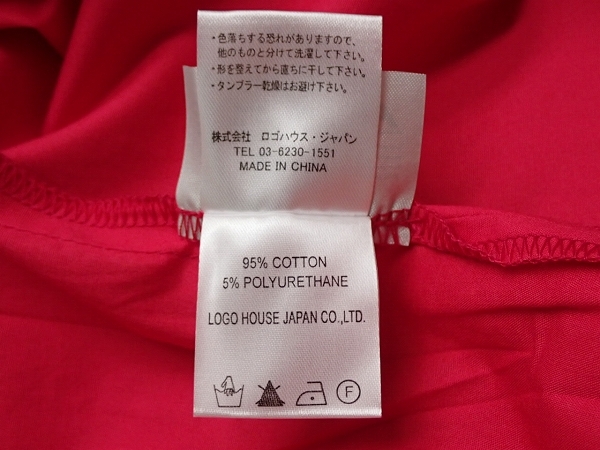 ・色落ちする恐れがありますので、
他のものと分けて洗濯して下さい。
・形を整えてから直ちに干して下さい。
・タンブラー乾燥はお避け下さい。
株式会社 ロゴハウス・ジャパン
TEL 03-6230-1551
MADE IN CHINA
95% COTTON
5% POLYURETHANE
LOGO HOUSE JAPAN CO.,LTD.
F